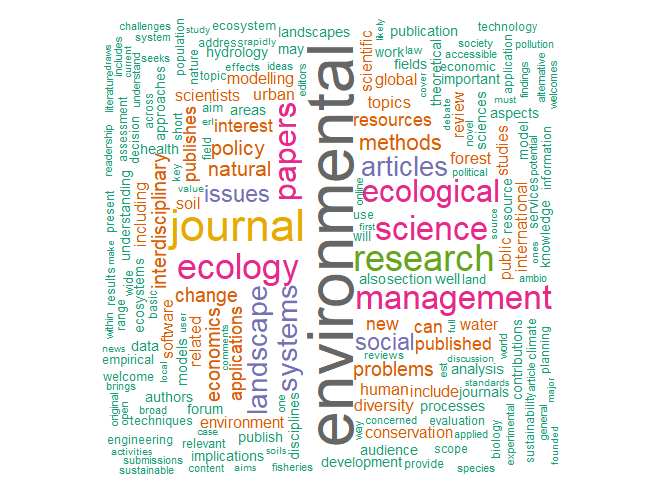 challenges
system
includes
current
draws
literature
seeks
understand
study
ecosystem
landscapes
population
address
rapidly
hydrology
may
nature
effects
ideas
topic
modelling
editors
scientists
urban
across
approaches
decision
assessment
short
aim
areas
erl
publishes
interest
papers
readership
health
key
field
policy
natural
value
soil
issues
interdisciplinary
including
understanding
present
journal
ecology
make
results
within
wide
range
basic
ecosystems
change
software
news
data
user
models
local
related
economics
comments
applications
landscape
systems
empirical
welcome
brings
authors
original
open
broad
forum
of
techniques
case
environment
one
disciplines
engineering
relevant
publish
activities
submissions
implications
soils
sustainable
content
aims
fisheries
environmental
likely
publication
technology
scientific
work
law
society
pollution
fields
theoretical
accessible
global
economic
application
alternative
cover
important
findings
welcomes
topics
debate
review
novel
sciences
must
resources
aspects
methods
studies
model
potential
information
articles
forest
political
online
ecological
services
resource
public
international
knowledge
use
first
will
science
source
research
ones
ambio
also
section
well
land
management
new
can
water
social
published
full
world
climate
planning
contributions
article
reviews
discussion
problems
est
analysis
standards
human
include
journals
major
general
sustainability
experimental
diversity
processes
way
concerned
evaluation
conservation
applied
biology
audience
scope
founded
development
provide
species